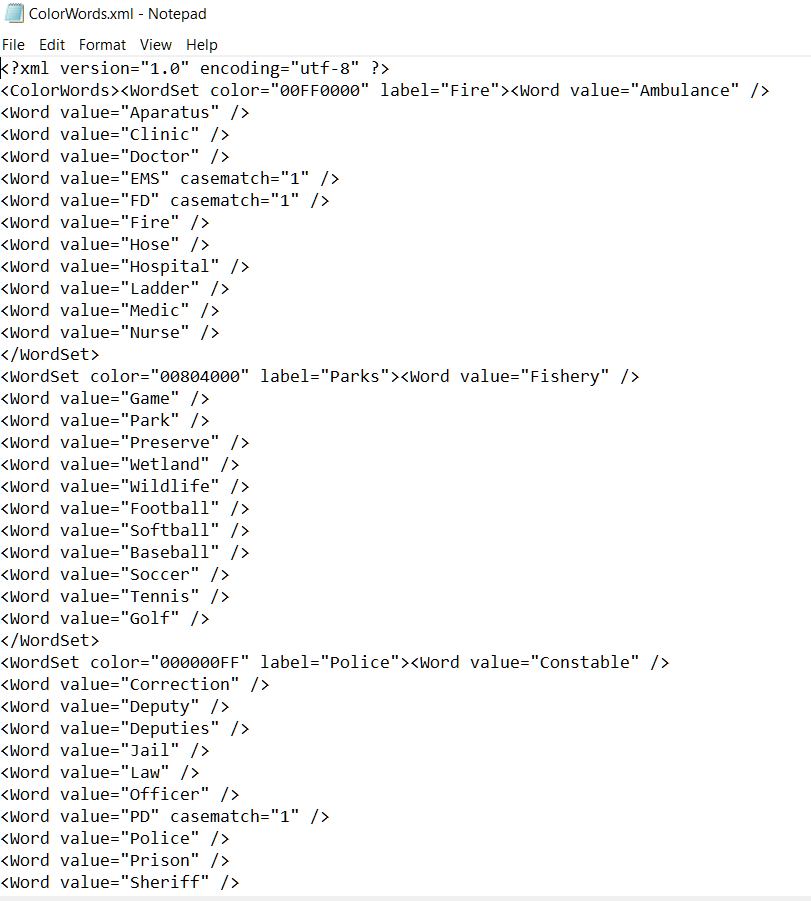 ColorWords.xml - Notepad
File Edit Format View Help
<?xml version="1.0" encoding="utf-8" ?>
<ColorWords><WordSet color="00FF0000" label="Fire"><Word value="Ambulance" />
<Word value="Aparatus" />
<Word value="Clinic" />
<Word value="Doctor" />
<Word value="EMS" casematch="1" />
<Word value="FD" casematch="1" />
<Word value="Fire" />
<Word value="Hose" />
<Word value="Hospital" />
<Word value="Ladder" />
<Word value="Medic" />
<Word value="Nurse" />
</WordSet>
<WordSet color="00804000" label="Parks"><Word value="Fishery" />
<Word value="Game" />
<Word value="Park" />
<Word value="Preserve" />
<Word value="Wetland" />
<Word value="Wildlife" />
<Word value="Football" />
<Word value="Softball" />
<Word value="Baseball" />
<Word value="Soccer" />
<Word value="Tennis" />
<Word value="Golf" />
</WordSet>
<WordSet color="000000FF" label="Police"><Word value="Constable" />
<Word value="Correction" />
<Word value="Deputy" />
<Word value="Deputies" />
<Word value="Jail" />
<Word value="Law" />
<Word value="Officer" />
<Word value="PD" casematch="1" />
<Word value="Police" />
<Word value="Prison" />
<Word value="Sheriff" />